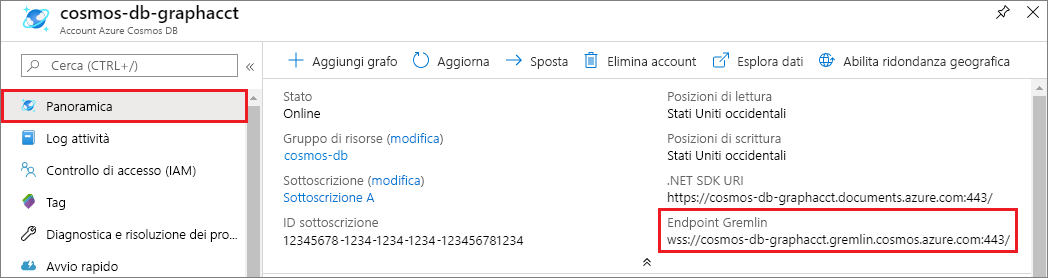 cosmos-db-graphacct
Account Azure Cosmos DB
Cerca (CTRL+/)
Panoramica
Log attività
Controllo di accesso (IAM)
Tag
Diagnostica e risoluzione dei pro...
Avvio rapido
Aggiungi grafo
Aggiorna
Sposta
Elimina account
Esplora dati
Abilita ridondanza geografica
Stato
Online
Gruppo di risorse (modifica)
cosmos-db
Sottoscrizione (modifica)
Sottoscrizione A
ID sottoscrizione
12345678 -1234 -1234 -1234 -123456781234
Posizioni di lettura
Stati Uniti occidentali
Posizioni di scrittura
Stati Uniti occidentali
.NET SDK URI
https://cosmos-db-graphacct.documents.azure.com:443/
Endpoint Gremlin
wss://cosmos-db-graphacct.gremlin.cosmos.azure.com:443/